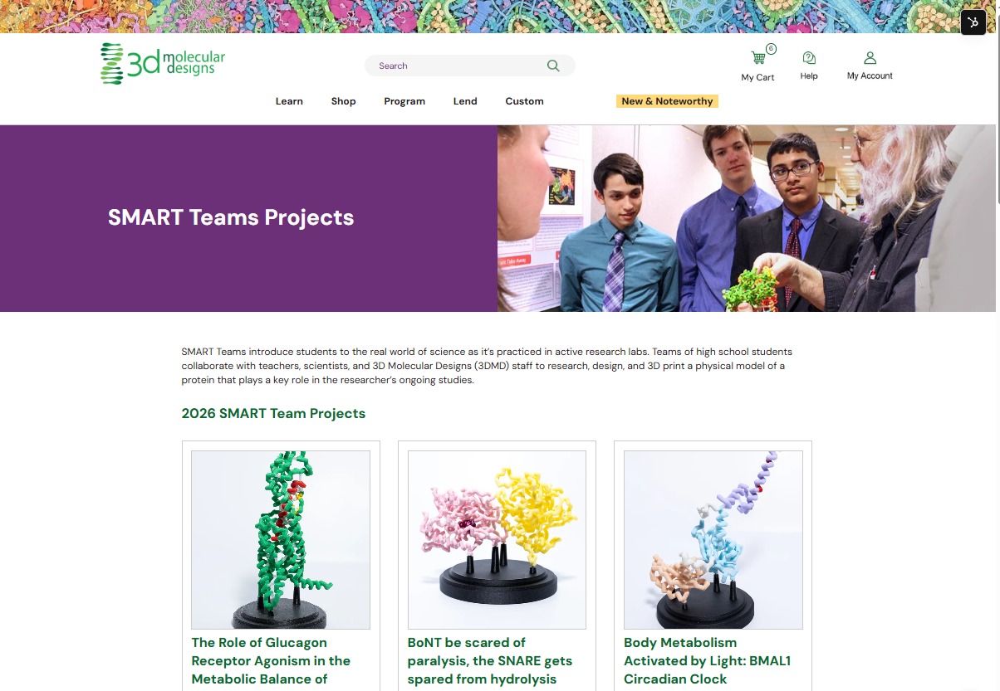 3d molecular designs
Search
6
My Cart
Help
My Account
Learn
Shop
Program
Lend
Custom
New & Noteworthy
SMART Teams Projects
SMART Teams introduce students to the real world of science as it’s practiced in active research labs. Teams of high school students
collaborate with teachers, scientists, and 3D Molecular Designs (3DMD) staff to research, design, and 3D print a physical model of a
protein that plays a key role in the researcher’s ongoing studies.
2026 SMART Team Projects
The Role of Glucagon
Receptor Agonism in the
Metabolic Balance of
BoNT be scared of
paralysis, the SNARE gets
spared from hydrolysis
Body Metabolism
Activated by Light: BMAL1
Circadian Clock